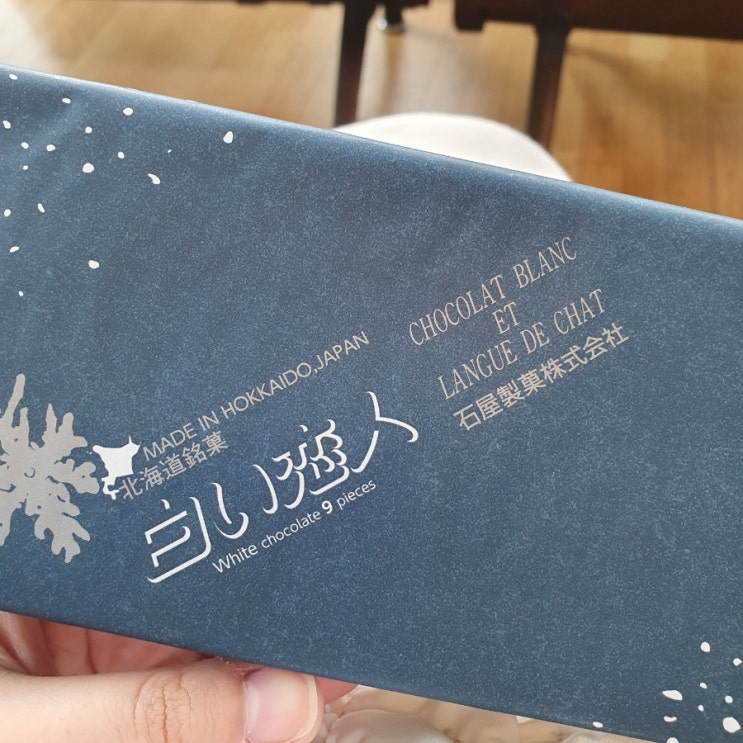 CHOCOLAT BLANC
ET
LANGUE DE CHAT
石屋製菓株式会社
MADE IN HOKKAIDO,JAPAN
北海道銘菓
白い恋人
White chocolate 9 pieces